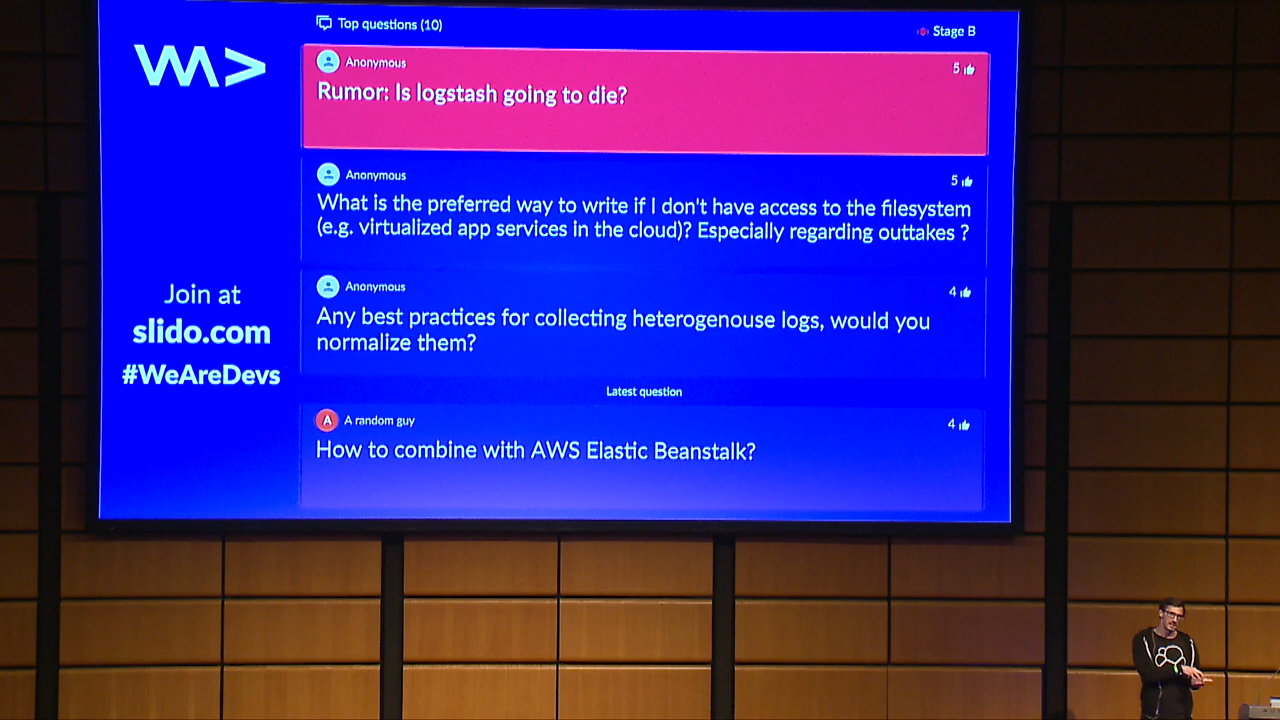 Top questions (10)
Stage B
WA>
Anonymous
5
Rumor: Is logstash going to die?
Anonymous
5
What is the preferred way to write if I don't have access to the filesystem
(e.g. virtualized app services in the cloud)? Especially regarding outtakes ?
Anonymous
4
Any best practices for collecting heterogenouse logs, would you
normalize them?
Join at
slido.com
#WeAreDevs
Latest question
A
A random guy
4
How to combine with AWS Elastic Beanstalk?